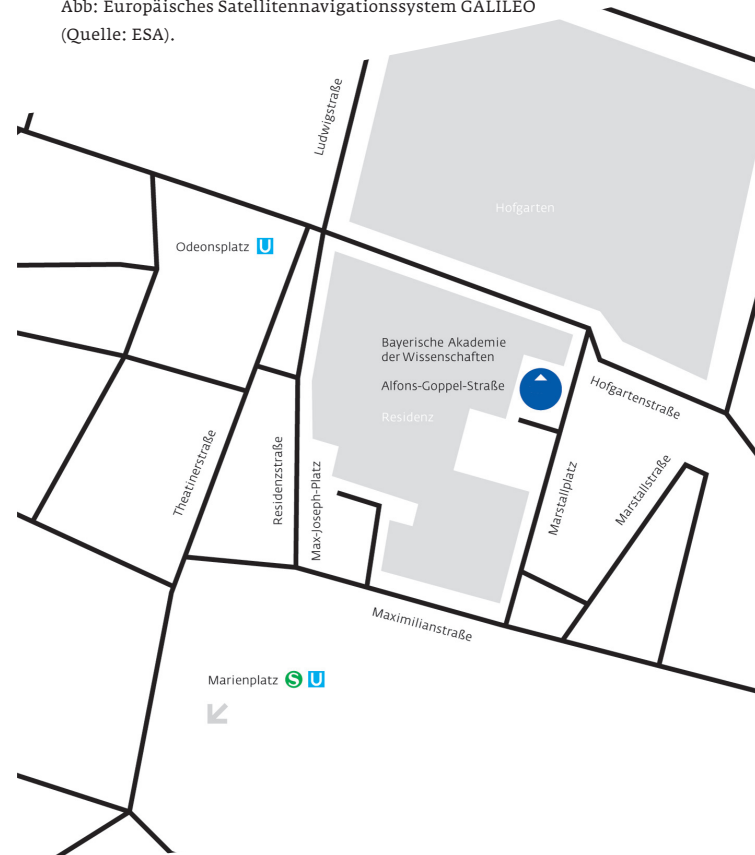 Abb: Europäisches Satellitennavigationssystem GALILEO
(Quelle: ESA).
Ludwigstraße
Hofgarten
Odeonsplatz U
Bayerische Akademie
der Wissenschaften
Alfons-Goppel-Straße
Hofgartenstraße
Residenz
Theatinerstraße
Residenzstraße
Max-Joseph-Platz
Marstallplatz
Marstallstraße
Maximilianstraße
Marienplatz S U